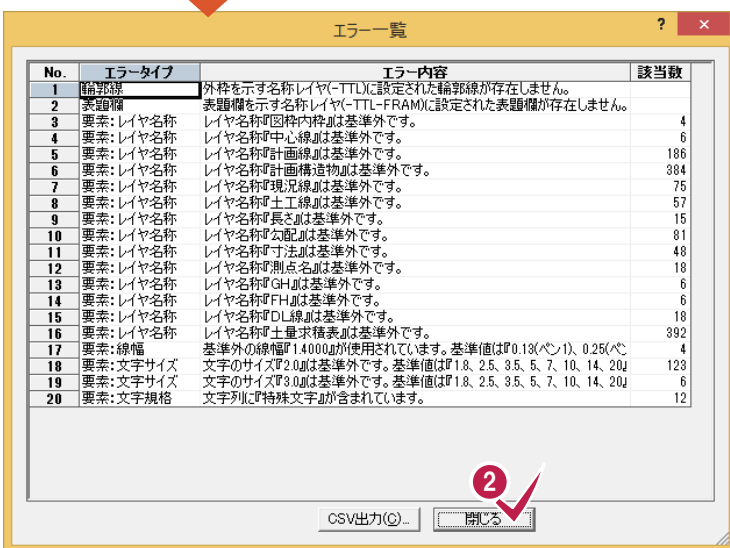 エラー一覧
? ×
No. エラータイプ エラー内容 該当数
1 輪郭線 外枠を示す名称レイヤ(-TTL)に設定された輪郭線が存在しません。
2 表題欄 表題欄を示す名称レイヤ(-TTL-FRAM)に設定された表題欄が存在しません。
3 要素:レイヤ名称 レイヤ名称『図枠内枠』は基準外です。 4
4 要素:レイヤ名称 レイヤ名称『中心線』は基準外です。 6
5 要素:レイヤ名称 レイヤ名称『計画線』は基準外です。 186
6 要素:レイヤ名称 レイヤ名称『計画構造物』は基準外です。 384
7 要素:レイヤ名称 レイヤ名称『現況線』は基準外です。 75
8 要素:レイヤ名称 レイヤ名称『土工線』は基準外です。 57
9 要素:レイヤ名称 レイヤ名称『長さ』は基準外です。 15
10 要素:レイヤ名称 レイヤ名称『勾配』は基準外です。 81
11 要素:レイヤ名称 レイヤ名称『寸法』は基準外です。 48
12 要素:レイヤ名称 レイヤ名称『測点名』は基準外です。 18
13 要素:レイヤ名称 レイヤ名称『GH』は基準外です。 6
14 要素:レイヤ名称 レイヤ名称『FH』は基準外です。 6
15 要素:レイヤ名称 レイヤ名称『DL線』は基準外です。 18
16 要素:レイヤ名称 レイヤ名称『土量求積表』は基準外です。 392
17 要素:線幅 基準外の線幅『1.4000』が使用されています。基準値は『0.13(ペン1)、0.25(ペン 4
18 要素:文字サイズ 文字のサイズ『2.0』は基準外です。基準値は『1.8、2.5、3.5、5、7、10、14、20』 123
19 要素:文字サイズ 文字のサイズ『3.0』は基準外です。基準値は『1.8、2.5、3.5、5、7、10、14、20』 6
20 要素:文字規格 文字列に『特殊文字』が含まれています。 12
2
CSV出力(C)... 閉じる